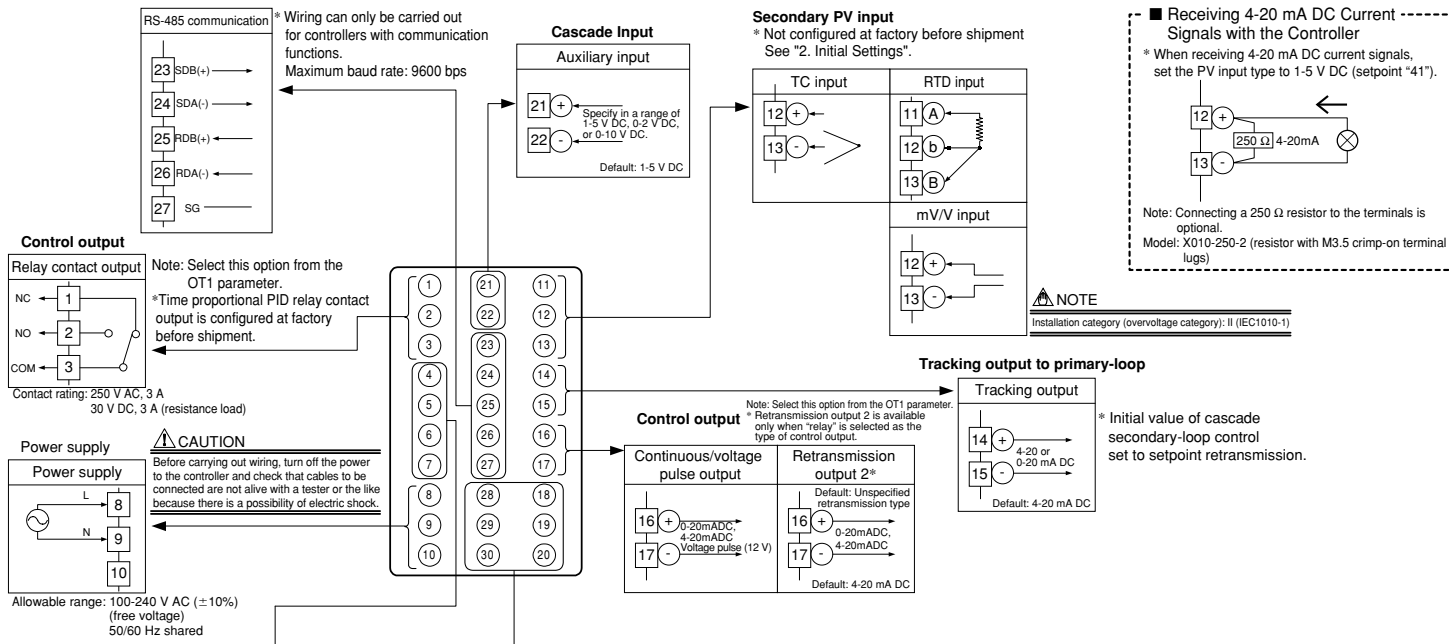 RS-485 communication
23 SDB(+)
24 SDA(-)
25 RDB(+)
26 RDA(-)
27 SG
* Wiring can only be carried out
for controllers with communication
functions.
Maximum baud rate: 9600 bps
Cascade Input
Auxiliary input
21 +
22 -
Specify in a range of
1-5 V DC, 0-2 V DC,
or 0-10 V DC.
Default: 1-5 V DC
Secondary PV input
* Not configured at factory before shipment
See "2. Initial Settings".
TC input
12 +
13 -
RTD input
11 A
12 b
13 B
mV/V input
12 +
13 -
■ Receiving 4-20 mA DC Current
Signals with the Controller
* When receiving 4-20 mA DC current signals,
set the PV input type to 1-5 V DC (setpoint “41”).
12 +
250 Ω 4-20mA
13 -
Note: Connecting a 250 Ω resistor to the terminals is
optional.
Model: X010-250-2 (resistor with M3.5 crimp-on terminal
lugs)
NOTE
Installation category (overvoltage category): II (IEC1010-1)
Control output
Relay contact output
NC 1
NO 2
COM 3
Contact rating: 250 V AC, 3 A
30 V DC, 3 A (resistance load)
Note: Select this option from the
OT1 parameter.
*Time proportional PID relay contact
output is configured at factory
before shipment.
1 21 11
2 22 12
3 23 13
4 24 14
5 25 15
6 26 16
7 27 17
8 28 18
9 29 19
10 30 20
Tracking output to primary-loop
Tracking output
14 +
4-20 or
0-20 mA DC
15 -
Default: 4-20 mA DC
* Initial value of cascade
secondary-loop control
set to setpoint retransmission.
Control output
Note: Select this option from the OT1 parameter.
* Retransmission output 2 is available
only when “relay” is selected as the
type of control output.
Continuous/voltage
pulse output
16 +
0-20mADC,
4-20mADC
Voltage pulse (12 V)
17 -
Retransmission
output 2*
Default: Unspecified
retransmission type
16 +
0-20mADC,
4-20mADC
17 -
Default: 4-20 mA DC
Power supply
Power supply
L 8
N 9
10
Allowable range: 100-240 V AC (±10%)
(free voltage)
50/60 Hz shared
CAUTION
Before carrying out wiring, turn off the power
to the controller and check that cables to be
connected are not alive with a tester or the like
because there is a possibility of electric shock.